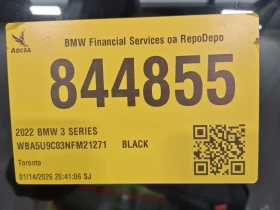 ADESA
BMW Financial Services oa RepoDepo
844855
2022 BMW 3 SERIES
WBA5U9C03NFM21271 BLACK
Toronto
01/14/2026 20:41:06 SJ